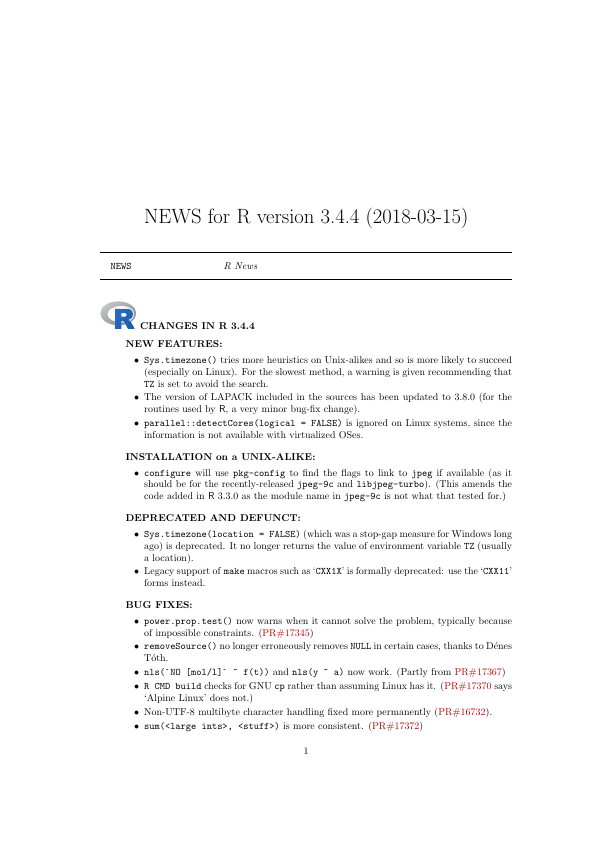 NEWS for R version 3.4.4 (2018-03-15)
NEWS R News
R CHANGES IN R 3.4.4
NEW FEATURES:
• Sys.timezone() tries more heuristics on Unix-alikes and so is more likely to succeed
(especially on Linux). For the slowest method, a warning is given recommending that
TZ is set to avoid the search.
• The version of LAPACK included in the sources has been updated to 3.8.0 (for the
routines used by R, a very minor bug-fix change).
• parallel::detectCores(logical = FALSE) is ignored on Linux systems, since the
information is not available with virtualized OSes.
INSTALLATION on a UNIX-ALIKE:
• configure will use pkg-config to find the flags to link to jpeg if available (as it
should be for the recently-released jpeg-9c and libjpeg-turbo). (This amends the
code added in R 3.3.0 as the module name in jpeg-9c is not what that tested for.)
DEPRECATED AND DEFUNCT:
• Sys.timezone(location = FALSE) (which was a stop-gap measure for Windows long
ago) is deprecated. It no longer returns the value of environment variable TZ (usually
a location).
• Legacy support of make macros such as ‘CXX1X’ is formally deprecated: use the ‘CXX11’
forms instead.
BUG FIXES:
• power.prop.test() now warns when it cannot solve the problem, typically because
of impossible constraints. (PR#17345)
• removeSource() no longer erroneously removes NULL in certain cases, thanks to Dénes
Tóth.
• nls(`NO [mol/l]` ~ f(t)) and nls(y ~ a) now work. (Partly from PR#17367)
• R CMD build checks for GNU cp rather than assuming Linux has it. (PR#17370 says
‘Alpine Linux’ does not.)
• Non-UTF-8 multibyte character handling fixed more permanently (PR#16732).
• sum(<large ints>, <stuff>) is more consistent. (PR#17372)
1